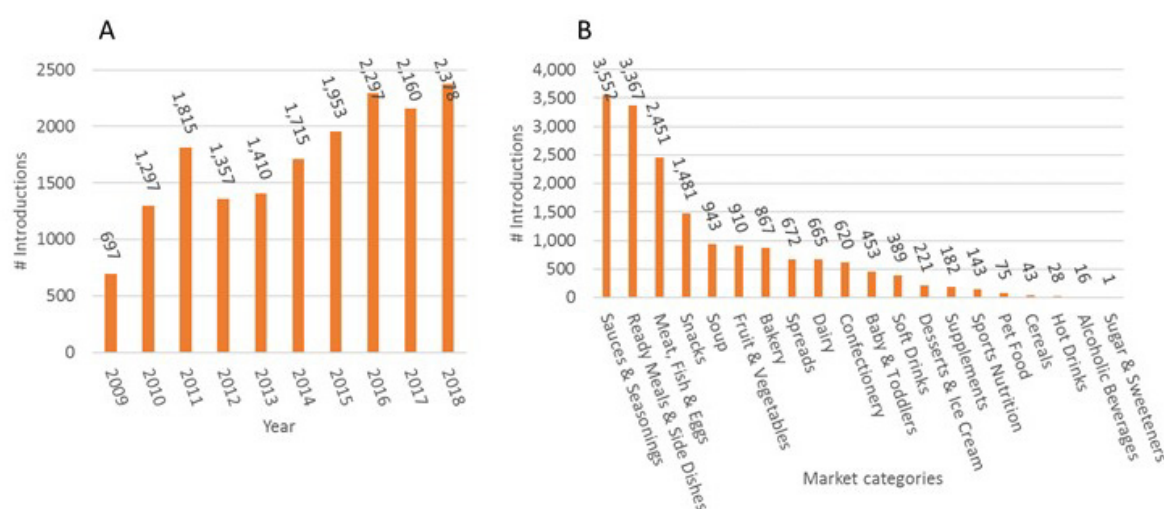 A
# Introductions
2500
2000
1500
1000
500
0
697
1,297
1,815
1,357
1,410
1,715
1,953
2,297
2,160
2,378
2009
2010
2011
2012
2013
2014
2015
2016
2017
2018
Year
B
# Introductions
4,000
3,500
3,000
2,500
2,000
1,500
1,000
500
0
3,552
3,367
2,451
1,481
943
910
867
672
665
620
453
389
221
182
143
75
43
28
16
1
Sauces & Seasonings
Ready Meals & Side Dishes
Meat, Fish & Eggs
Snacks
Soup
Fruit & Vegetables
Bakery
Spreads
Dairy
Confectionery
Baby & Toddlers
Soft Drinks
Desserts & Ice Cream
Supplements
Sports Nutrition
Pet Food
Cereals
Hot Drinks
Alcoholic Beverages
Sugar & Sweeteners
Market categories